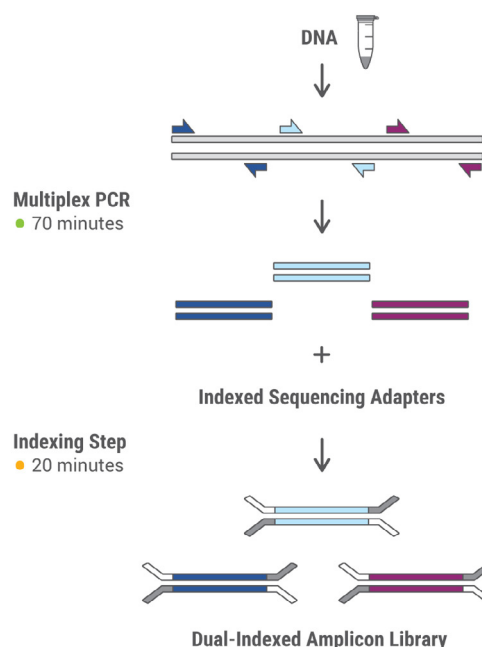 DNA
Multiplex PCR
70 minutes
+
Indexed Sequencing Adapters
Indexing Step
20 minutes
Dual-Indexed Amplicon Library